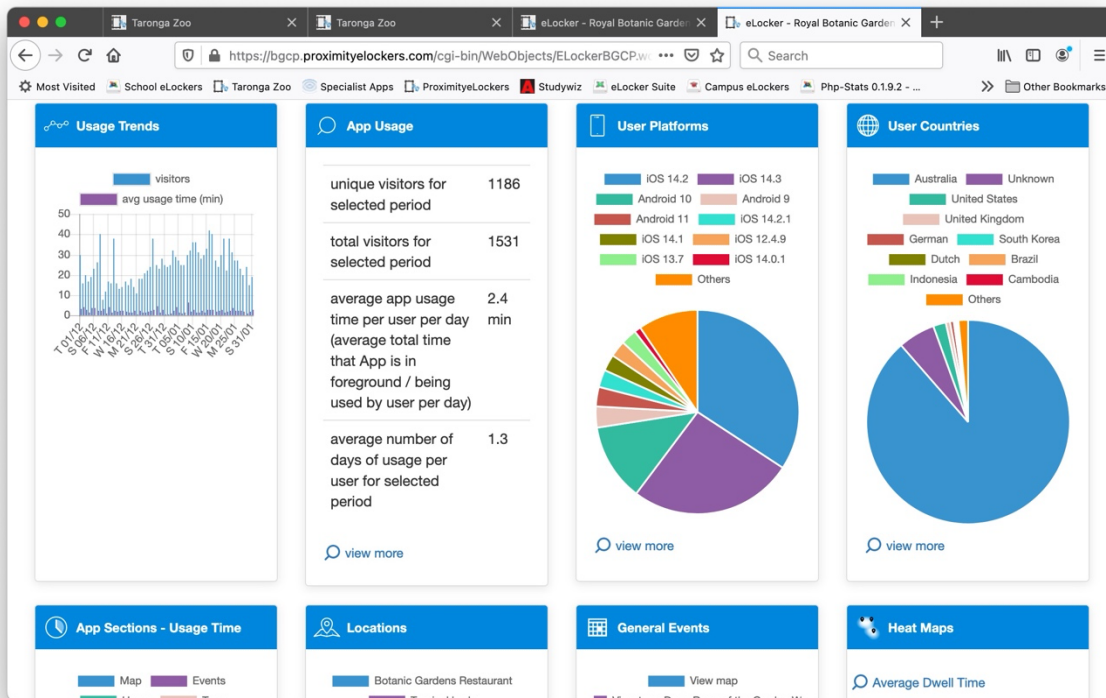 Taronga Zoo
Taronga Zoo
eLocker - Royal Botanic Garden
eLocker - Royal Botanic Garden
https://bgcp.proximityelockers.com/cgi-bin/WebObjects/ELockerBGCP.w
Search
Most Visited
School eLockers
Taronga Zoo
Specialist Apps
ProximityeLockers
Studywiz
eLocker Suite
Campus eLockers
Php-Stats 0.1.9.2 - ...
Other Bookmarks
Usage Trends
visitors
avg usage time (min)
50
40
30
20
10
0
T 01/12
S 06/12
F 11/12
W 16/12
M 21/12
S 26/12
T 31/12
T 05/01
S 10/01
F 15/01
W 20/01
M 25/01
S 31/01
App Usage
unique visitors for 1186
selected period
total visitors for 1531
selected period
average app usage 2.4
time per user per day min
(average total time
that App is in
foreground / being
used by user per day)
average number of 1.3
days of usage per
user for selected
period
view more
User Platforms
iOS 14.2 iOS 14.3
Android 10 Android 9
Android 11 iOS 14.2.1
iOS 14.1 iOS 12.4.9
iOS 13.7 iOS 14.0.1
Others
view more
User Countries
Australia Unknown
United States
United Kingdom
German South Korea
Dutch Brazil
Indonesia Cambodia
Others
view more
App Sections - Usage Time
Map Events
Locations
Botanic Gardens Restaurant
General Events
View map
Heat Maps
Average Dwell Time